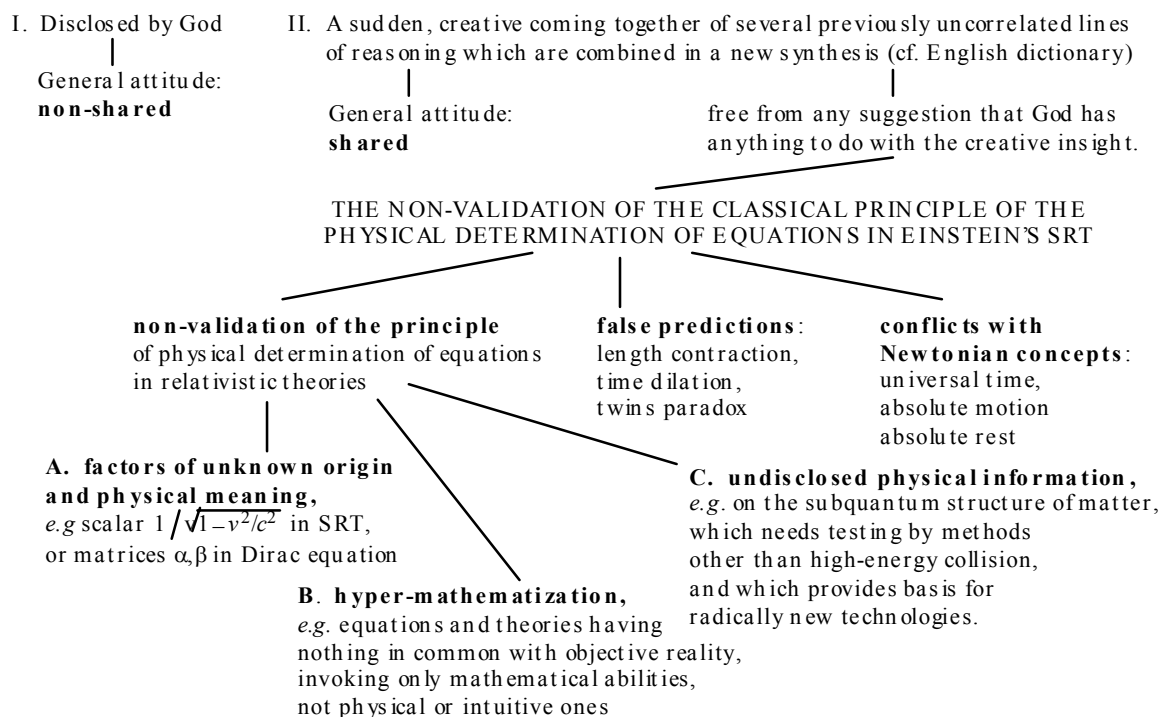 I. Disclosed by God
General attitude:
non-shared
II. A sudden, creative coming together of several previously uncorrelated lines
of reasoning which are combined in a new synthesis (cf. English dictionary)
General attitude:
shared
free from any suggestion that God has
anything to do with the creative insight.
THE NON-VALIDATION OF THE CLASSICAL PRINCIPLE OF THE
PHYSICAL DETERMINATION OF EQUATIONS IN EINSTEIN'S SRT
non-validation of the principle
of physical determination of equations
in relativistic theories
false predictions:
length contraction,
time dilation,
twins paradox
conflicts with
Newtonian concepts:
universal time,
absolute motion
absolute rest
A. factors of unknown origin
and physical meaning,
e.g scalar 1/√1–v²/c² in SRT,
or matrices α,β in Dirac equation
B. hyper-mathematization,
e.g. equations and theories having
nothing in common with objective reality,
invoking only mathematical abilities,
not physical or intuitive ones
C. undisclosed physical information,
e.g. on the subquantum structure of matter,
which needs testing by methods
other than high-energy collision,
and which provides basis for
radically new technologies.